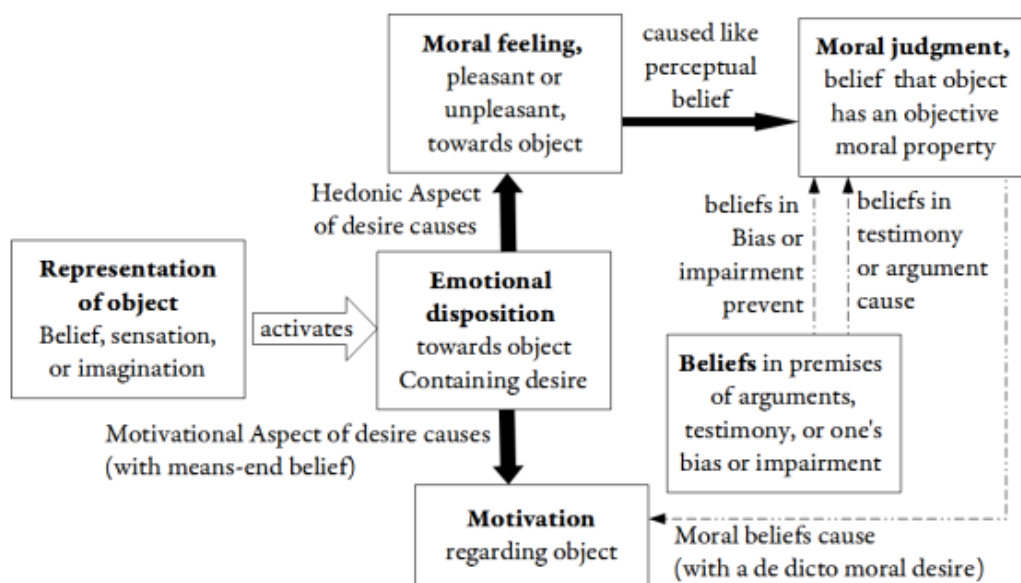 Moral feeling,
pleasant or
unpleasant,
towards object
caused like
perceptual
belief
Moral judgment,
belief that object
has an objective
moral property
Hedonic Aspect
of desire causes
beliefs in
Bias or
impairment
prevent
beliefs in
testimony
or argument
cause
Representation
of object
Belief, sensation,
or imagination
activates
Emotional
disposition
towards object
Containing desire
Beliefs in premises
of arguments,
testimony, or one's
bias or impairment
Motivational Aspect of desire causes
(with means-end belief)
Motivation
regarding object
Moral beliefs cause
(with a de dicto moral desire)